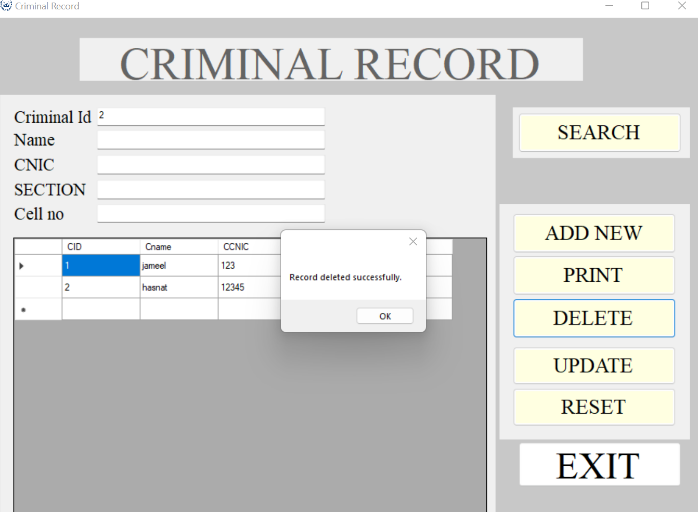 Criminal Record
CRIMINAL RECORD
Criminal Id 2
Name
CNIC
SECTION
Cell no
SEARCH
CID Cname CCNIC
1 jameel 123
2 hasnat 12345
*
Record deleted successfully.
OK
ADD NEW
PRINT
DELETE
UPDATE
RESET
EXIT